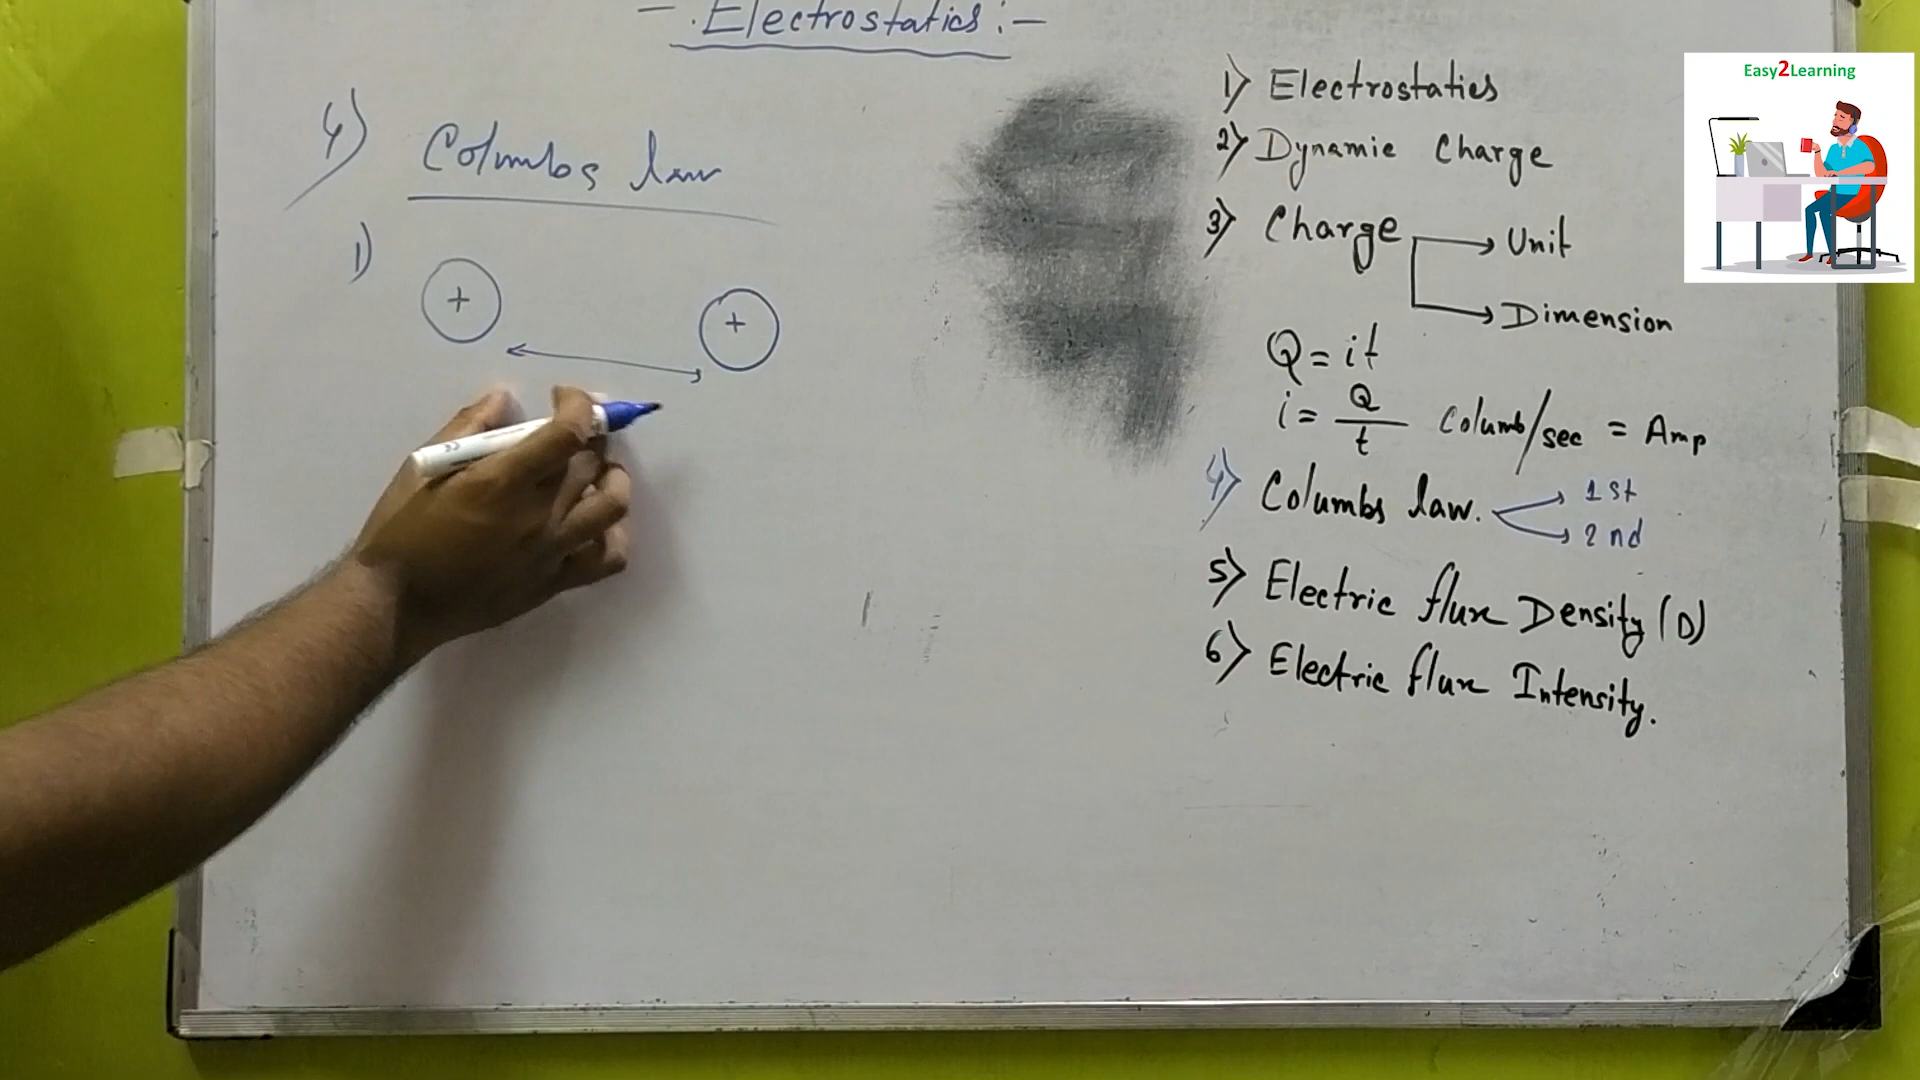 — . Electrostatics : —
4) Columbs law
1)
+ +
1) Electrostatics
2) Dynamic Charge
3) Charge → Unit
→ Dimension
Q = it
i = Q/t Columb/sec = Amp
4) Columbs law. → 1st
→ 2nd
5) Electric flux Density (D)
6) Electric flux Intensity.
Easy2Learning